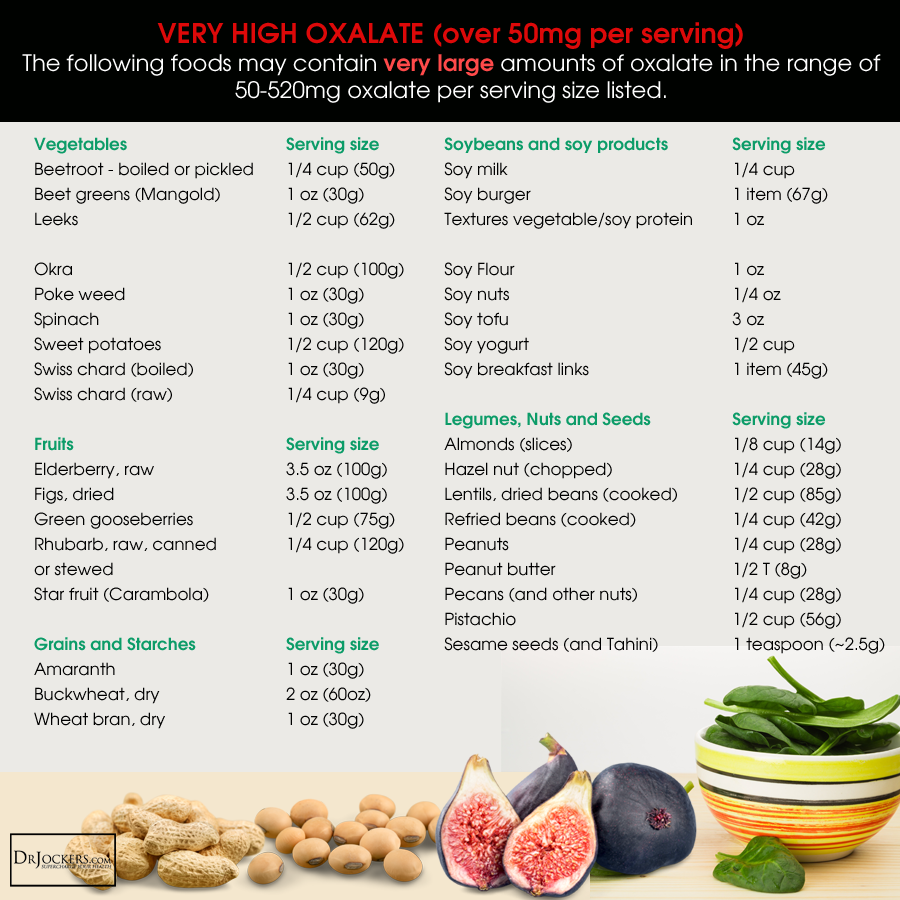 VERY HIGH OXALATE (over 50mg per serving)
The following foods may contain very large amounts of oxalate in the range of
50-520mg oxalate per serving size listed.
Vegetables Serving size
Beetroot - boiled or pickled 1/4 cup (50g)
Beet greens (Mangold) 1 oz (30g)
Leeks 1/2 cup (62g)
Okra 1/2 cup (100g)
Poke weed 1 oz (30g)
Spinach 1 oz (30g)
Sweet potatoes 1/2 cup (120g)
Swiss chard (boiled) 1 oz (30g)
Swiss chard (raw) 1/4 cup (9g)
Fruits Serving size
Elderberry, raw 3.5 oz (100g)
Figs, dried 3.5 oz (100g)
Green gooseberries 1/2 cup (75g)
Rhubarb, raw, canned 1/4 cup (120g)
or stewed
Star fruit (Carambola) 1 oz (30g)
Grains and Starches Serving size
Amaranth 1 oz (30g)
Buckwheat, dry 2 oz (60oz)
Wheat bran, dry 1 oz (30g)
Soybeans and soy products Serving size
Soy milk 1/4 cup
Soy burger 1 item (67g)
Textures vegetable/soy protein 1 oz
Soy Flour 1 oz
Soy nuts 1/4 oz
Soy tofu 3 oz
Soy yogurt 1/2 cup
Soy breakfast links 1 item (45g)
Legumes, Nuts and Seeds Serving size
Almonds (slices) 1/8 cup (14g)
Hazel nut (chopped) 1/4 cup (28g)
Lentils, dried beans (cooked) 1/2 cup (85g)
Refried beans (cooked) 1/4 cup (42g)
Peanuts 1/4 cup (28g)
Peanut butter 1/2 T (8g)
Pecans (and other nuts) 1/4 cup (28g)
Pistachio 1/2 cup (56g)
Sesame seeds (and Tahini) 1 teaspoon (~2.5g)
DRJOCKERS.COM
SUPERCHARGE YOUR HEALTH